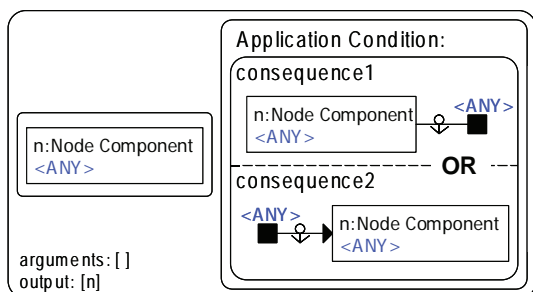 Application Condition:
consequence1
n:Node Component
<ANY>
<ANY>
OR
consequence2
<ANY>
n:Node Component
<ANY>
n:Node Component
<ANY>
arguments: [ ]
output: [n]